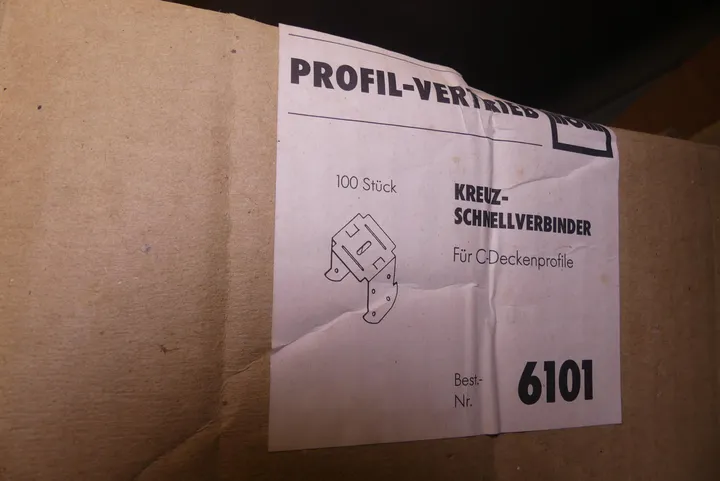 PROFIL-VERTRIEB
100 Stück
KREUZ-
SCHNELLVERBINDER
Für C-Deckenprofile
Best.-
Nr.
6101